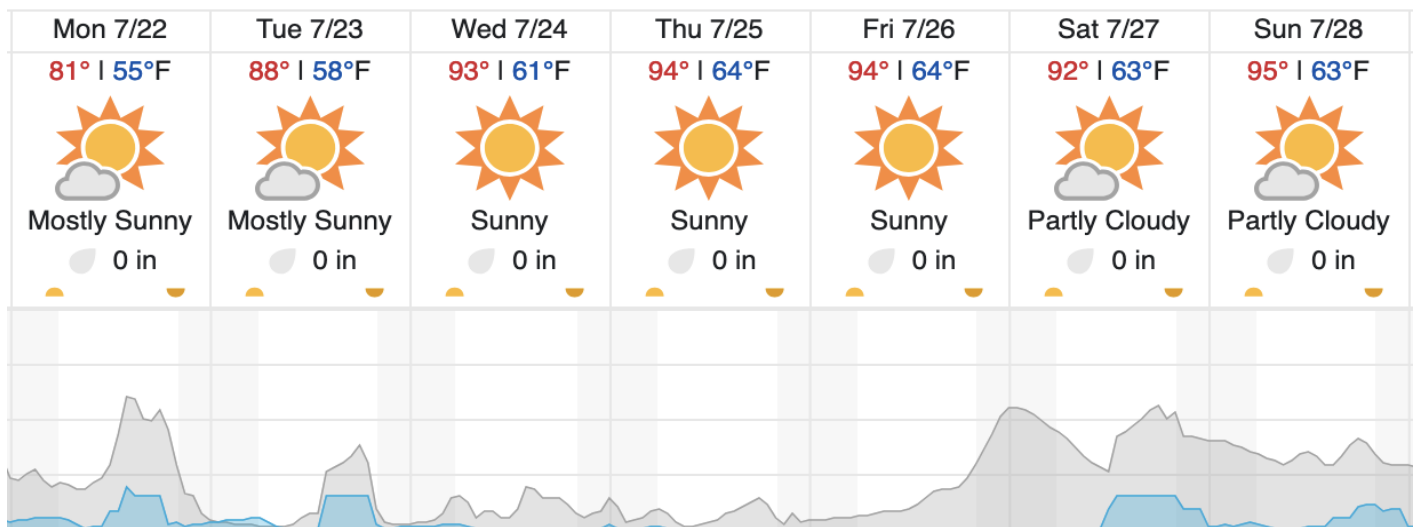 Mon 7/22 Tue 7/23 Wed 7/24 Thu 7/25 Fri 7/26 Sat 7/27 Sun 7/28
81° | 55°F 88° | 58°F 93° | 61°F 94° | 64°F 94° | 64°F 92° | 63°F 95° | 63°F
Mostly Sunny Mostly Sunny Sunny Sunny Sunny Partly Cloudy Partly Cloudy
0 in 0 in 0 in 0 in 0 in 0 in 0 in